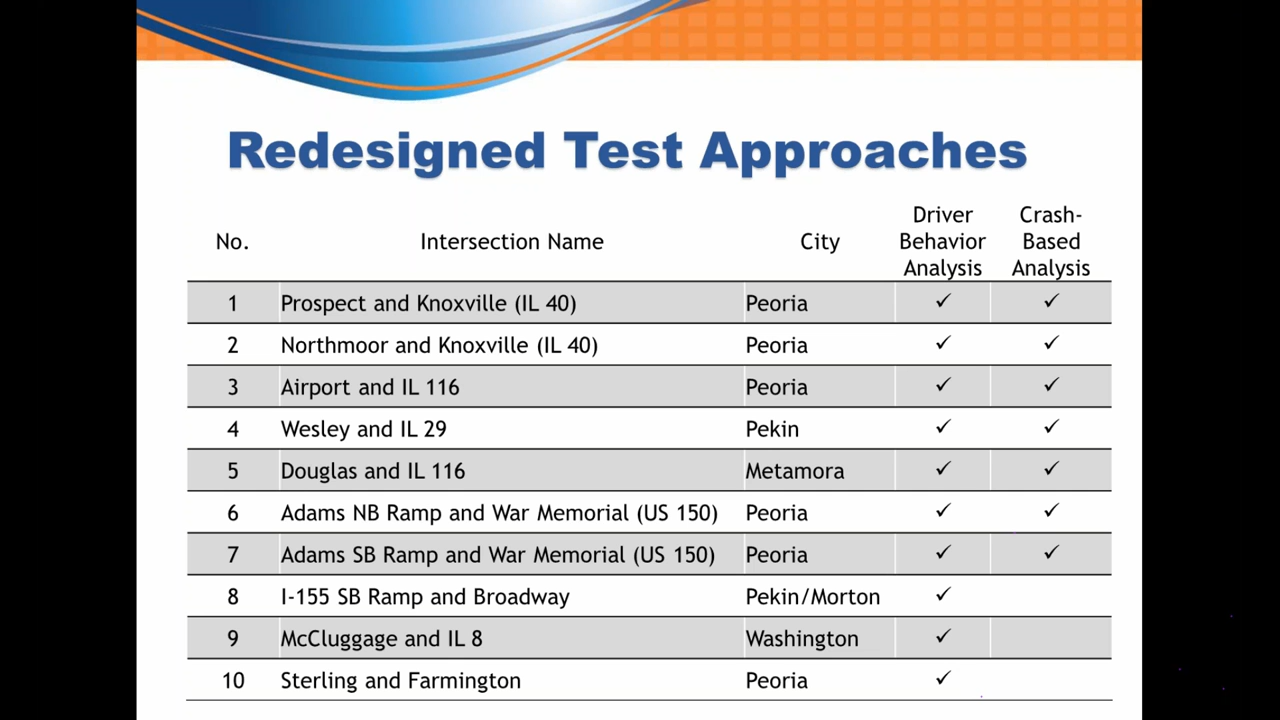 Redesigned Test Approaches
No. Intersection Name City Driver Behavior Analysis Crash-Based Analysis
1 Prospect and Knoxville (IL 40) Peoria ✓ ✓
2 Northmoor and Knoxville (IL 40) Peoria ✓ ✓
3 Airport and IL 116 Peoria ✓ ✓
4 Wesley and IL 29 Pekin ✓ ✓
5 Douglas and IL 116 Metamora ✓ ✓
6 Adams NB Ramp and War Memorial (US 150) Peoria ✓ ✓
7 Adams SB Ramp and War Memorial (US 150) Peoria ✓ ✓
8 I-155 SB Ramp and Broadway Pekin/Morton ✓
9 McCluggage and IL 8 Washington ✓
10 Sterling and Farmington Peoria ✓